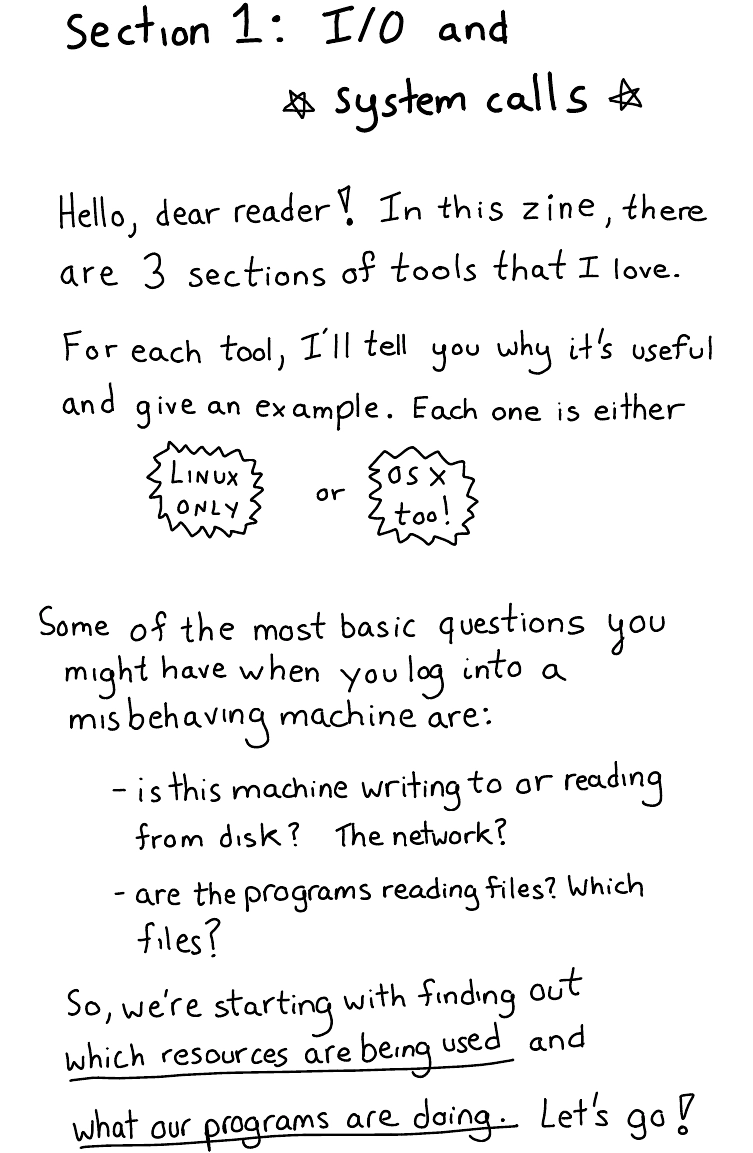 Section 1: I/O and
☆ system calls ☆
Hello, dear reader! In this zine, there
are 3 sections of tools that I love.
For each tool, I'll tell you why it's useful
and give an example. Each one is either
LINUX
ONLY
or
OS X
too!
Some of the most basic questions you
might have when you log into a
misbehaving machine are:
- is this machine writing to or reading
from disk? The network?
- are the programs reading files? Which
files?
So, we're starting with finding out
which resources are being used and
what our programs are doing. Let's go!